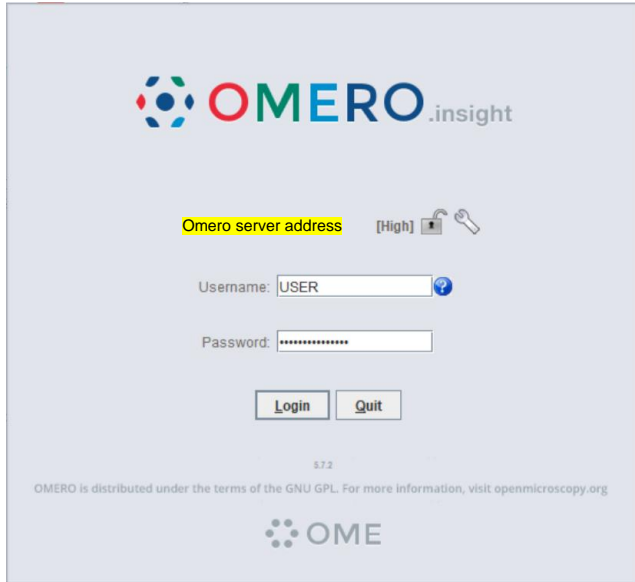 OMERO.insight
Omero server address [High]
Username: USER
Password: •••••••••••••••
Login Quit
5.7.2
OMERO is distributed under the terms of the GNU GPL. For more information, visit openmicroscopy.org
OME